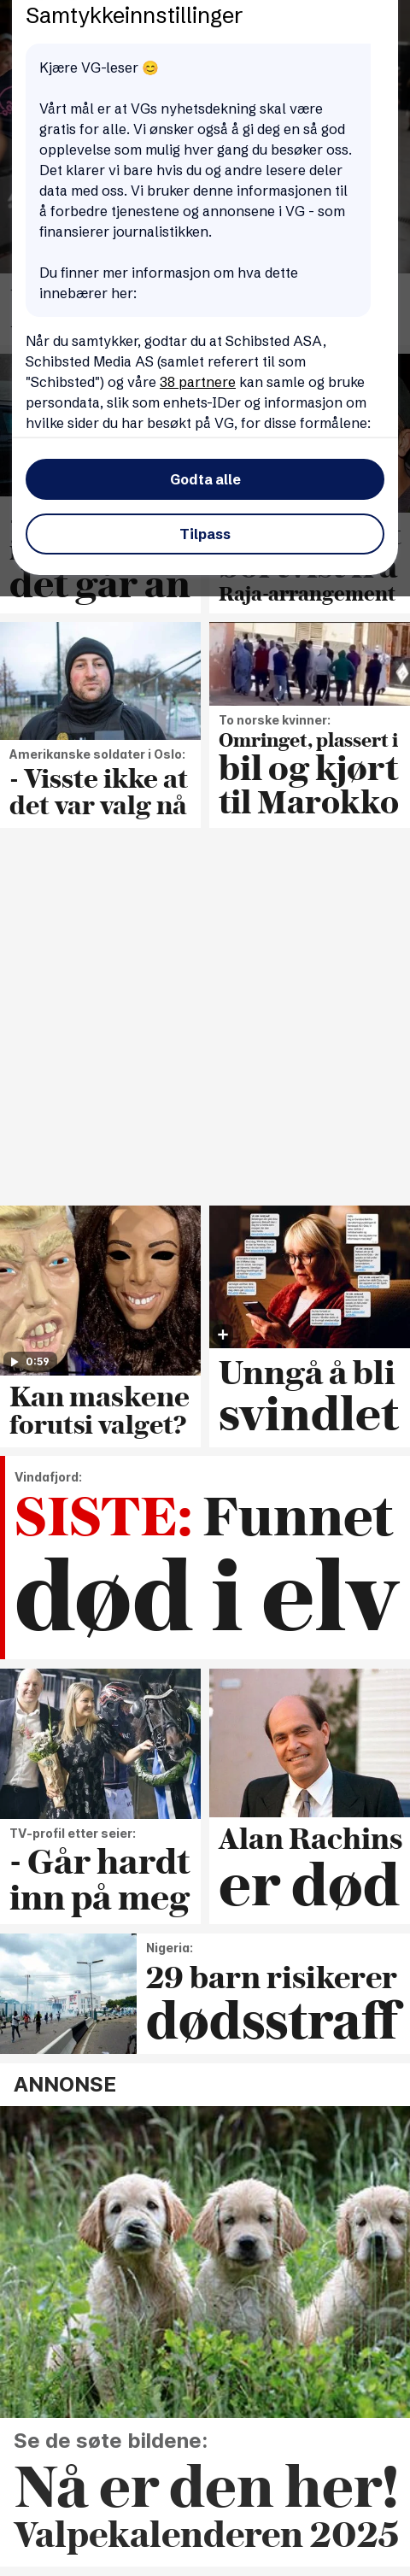 Samtykkeinnstillinger
Kjære VG-leser 😊
Vårt mål er at VGs nyhetsdekning skal være
gratis for alle. Vi ønsker også å gi deg en så god
opplevelse som mulig hver gang du besøker oss.
Det klarer vi bare hvis du og andre lesere deler
data med oss. Vi bruker denne informasjonen til
å forbedre tjenestene og annonsene i VG - som
finansierer journalistikken.
Du finner mer informasjon om hva dette
innebærer her:
Når du samtykker, godtar du at Schibsted ASA,
Schibsted Media AS (samlet referert til som
"Schibsted") og våre 38 partnere kan samle og bruke
persondata, slik som enhets-IDer og informasjon om
hvilke sider du har besøkt på VG, for disse formålene:
Godta alle
Tilpass
det går an
Raja-arrangement
Amerikanske soldater i Oslo:
- Visste ikke at
det var valg nå
To norske kvinner:
Omringet, plassert i
bil og kjørt
til Marokko
0:59
Kan maskene
forutsi valget?
Unngå å bli
svindlet
Vindafjord:
SISTE: Funnet
død i elv
TV-profil etter seier:
- Går hardt
inn på meg
Alan Rachins
er død
Nigeria:
29 barn risikerer
dødsstraff
ANNONSE
Se de søte bildene:
Nå er den her!
Valpekalenderen 2025